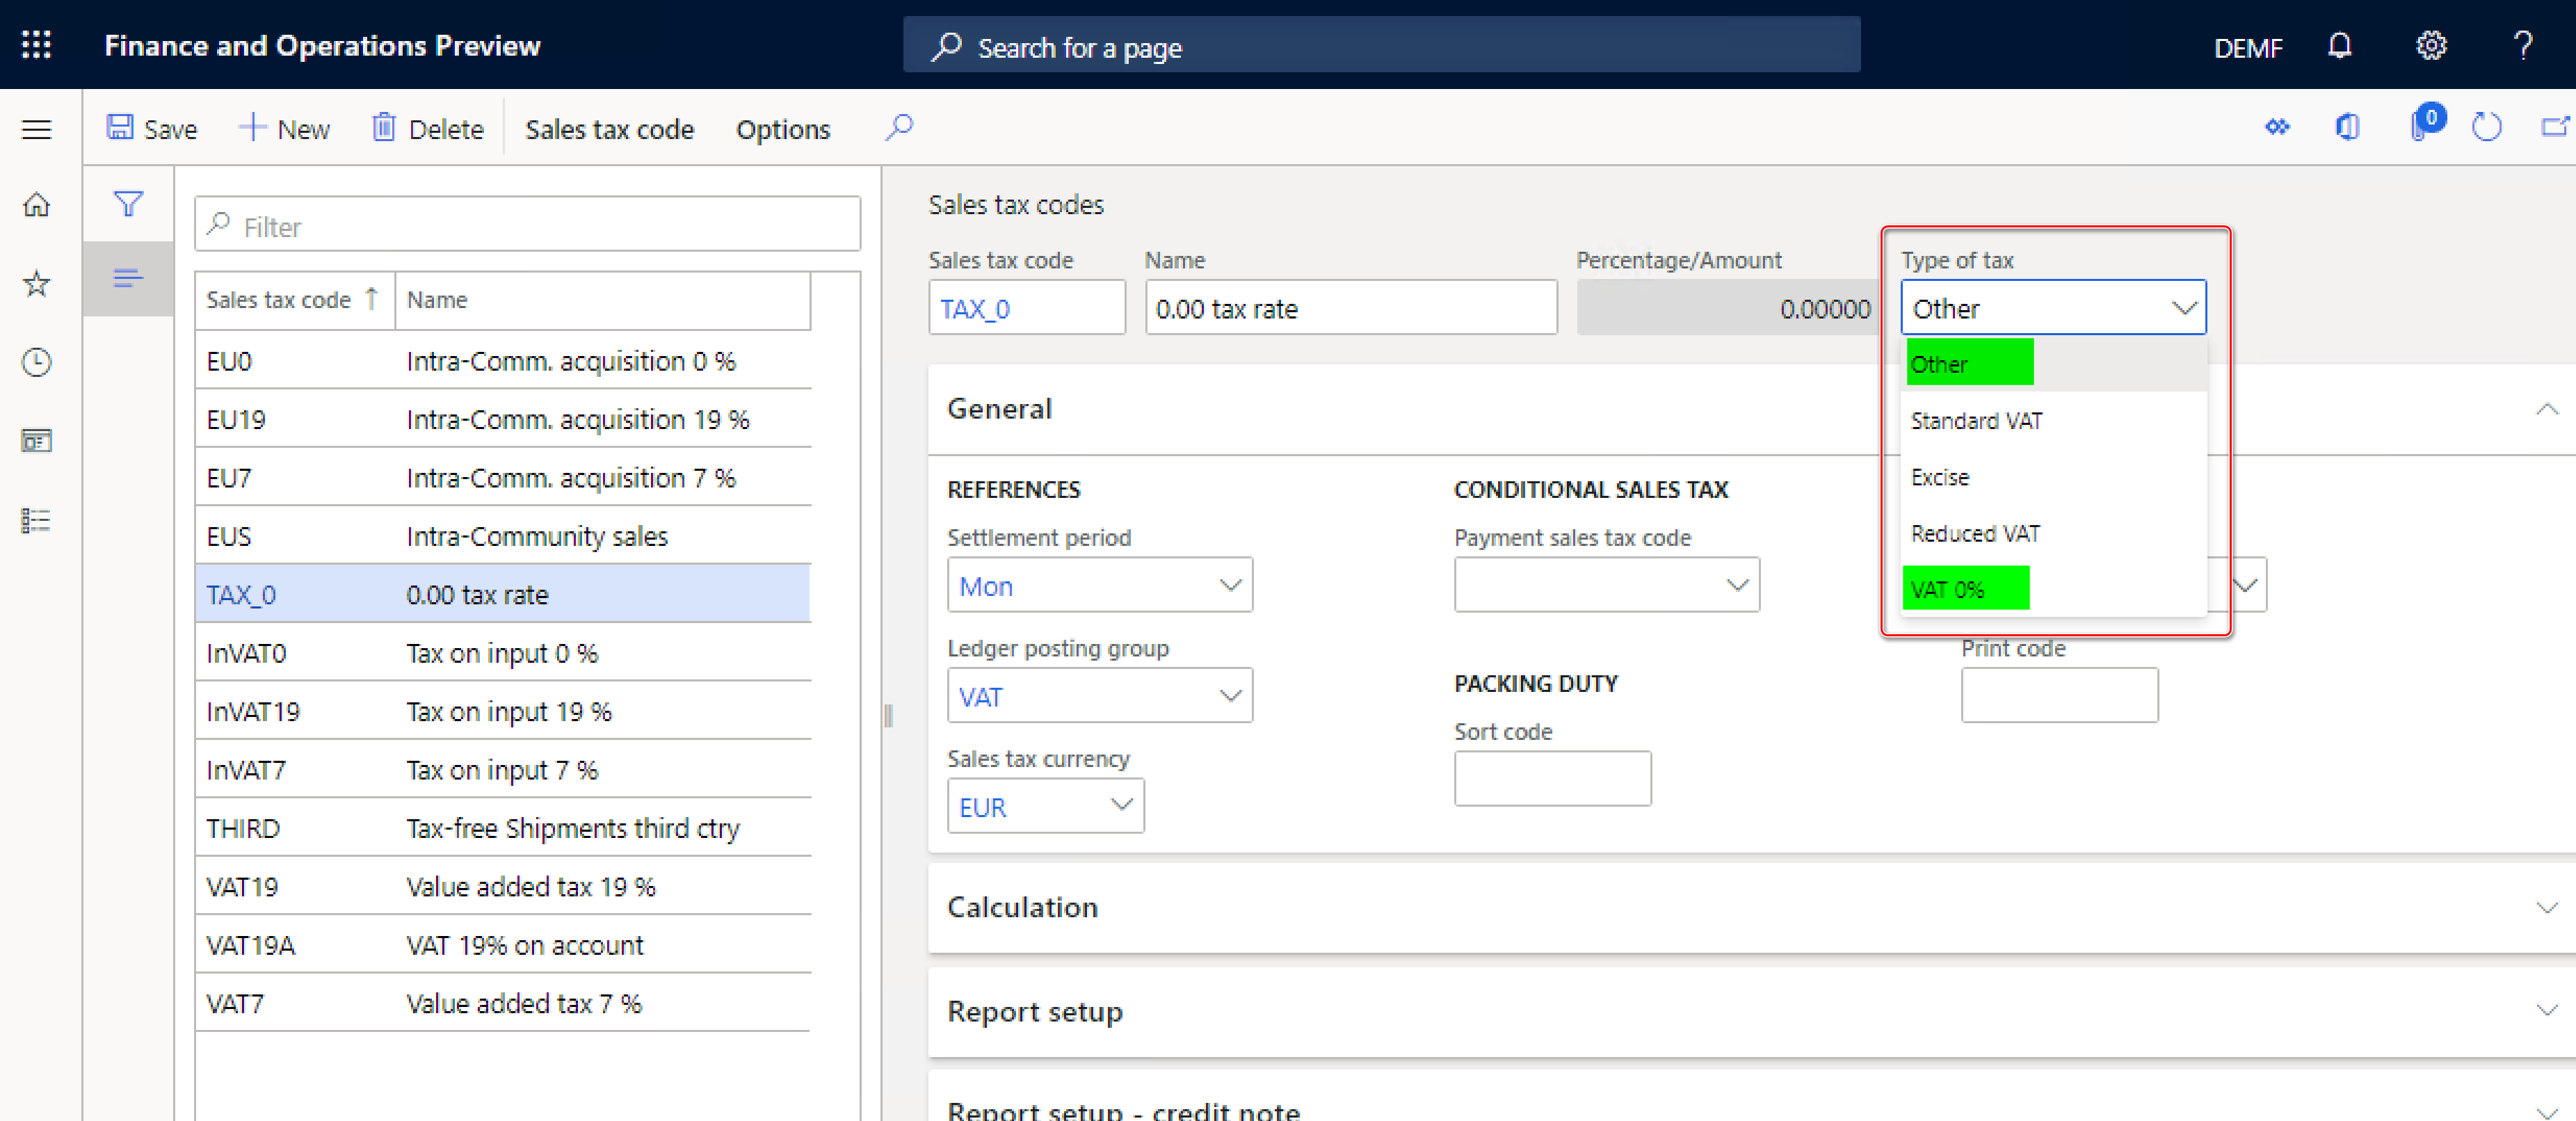 Finance and Operations Preview
Search for a page
DEMF
?
Save
New
Delete
Sales tax code
Options
0
Filter
Sales tax code ↑ Name
EU0 Intra-Comm. acquisition 0 %
EU19 Intra-Comm. acquisition 19 %
EU7 Intra-Comm. acquisition 7 %
EUS Intra-Community sales
TAX_0 0.00 tax rate
InVAT0 Tax on input 0 %
InVAT19 Tax on input 19 %
InVAT7 Tax on input 7 %
THIRD Tax-free Shipments third ctry
VAT19 Value added tax 19 %
VAT19A VAT 19% on account
VAT7 Value added tax 7 %
Sales tax codes
Sales tax code Name Percentage/Amount Type of tax
TAX_0 0.00 tax rate 0.00000 Other
Other
Standard VAT
Excise
Reduced VAT
VAT 0%
General
REFERENCES
Settlement period
Mon
Ledger posting group
VAT
Sales tax currency
EUR
CONDITIONAL SALES TAX
Payment sales tax code
PACKING DUTY
Sort code
Print code
Calculation
Report setup
Report setup - credit note